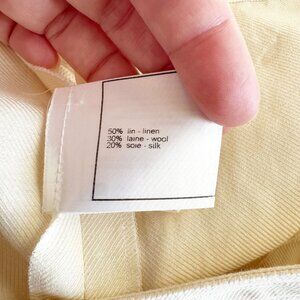 50% lin - linen
30% laine - wool
20% soie - silk